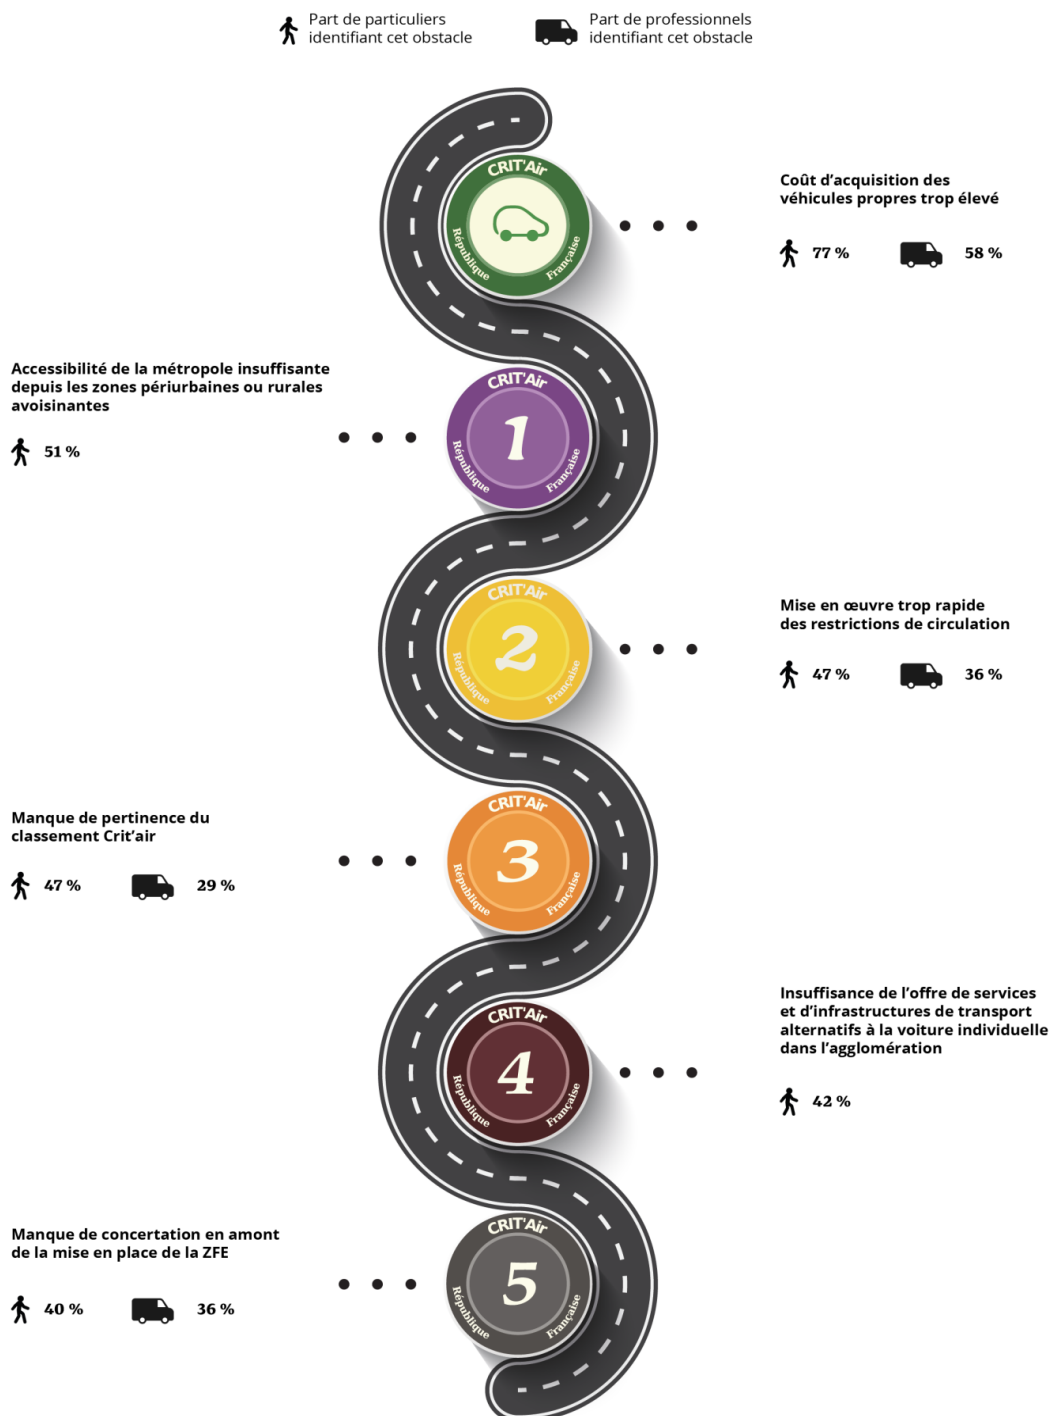 Part de particuliers
identifiant cet obstacle
Part de professionnels
identifiant cet obstacle
CRIT'Air
République
Française
Coût d’acquisition des
véhicules propres trop élevé
77 %
58 %
Accessibilité de la métropole insuffisante
depuis les zones périurbaines ou rurales
avoisinantes
51 %
CRIT'Air
1
République
Française
CRIT'Air
2
République
Française
Mise en œuvre trop rapide
des restrictions de circulation
47 %
36 %
Manque de pertinence du
classement Crit’air
47 %
29 %
CRIT'Air
3
République
Française
CRIT'Air
4
République
Française
Insuffisance de l’offre de services
et d’infrastructures de transport
alternatifs à la voiture individuelle
dans l’agglomération
42 %
Manque de concertation en amont
de la mise en place de la ZFE
40 %
36 %
CRIT'Air
5
République
Française